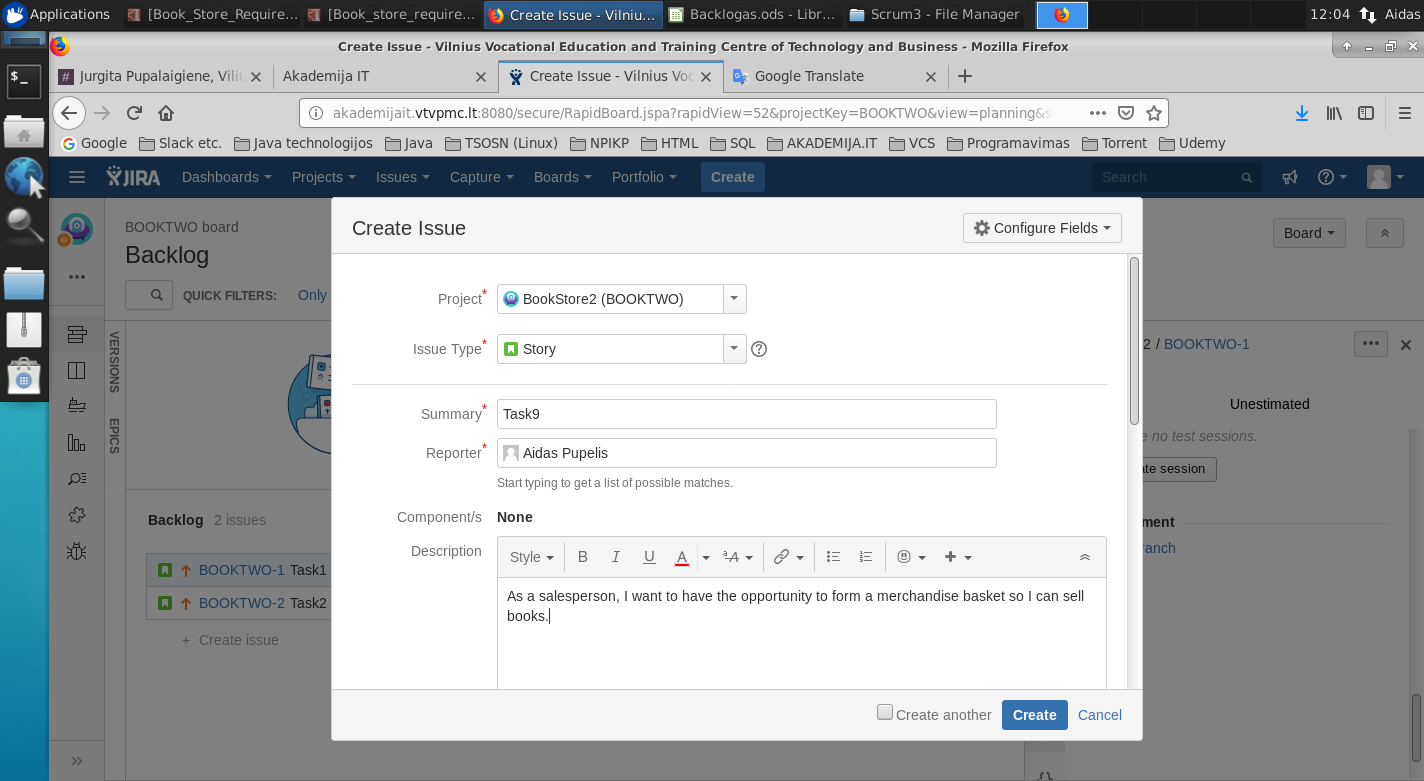 Applications [Book_Store_Require… [Book_store_require… Create Issue - Vilniu… Backlogas.ods - Libr… Scrum3 - File Manager 12:04 Aidas
Create Issue - Vilnius Vocational Education and Training Centre of Technology and Business - Mozilla Firefox
Jurgita Pupalaigiene, Vili Akademija IT Create Issue - Vilnius Voc Google Translate
akademijait.vtvpmc.lt:8080/secure/RapidBoard.jspa?rapidView=52&projectKey=BOOKTWO&view=planning&s
Google Slack etc. Java technologijos Java TSOSN (Linux) NPIKP HTML SQL AKADEMIJA.IT VCS Programavimas Torrent Udemy
JIRA Dashboards Projects Issues Capture Boards Portfolio Create Search
BOOKTWO board
Backlog
Board
QUICK FILTERS: Only
VERSIONS
EPICS
Backlog 2 issues
BOOKTWO-1 Task1
BOOKTWO-2 Task2
+ Create issue
Create Issue
Configure Fields
Project*
BookStore2 (BOOKTWO)
Issue Type*
Story
Summary*
Task9
Reporter*
Aidas Pupelis
Start typing to get a list of possible matches.
Component/s
None
Description
Style B I U A
As a salesperson, I want to have the opportunity to form a merchandise basket so I can sell
books.
Create another
Create
Cancel
2 / BOOKTWO-1
Unestimated
e no test sessions.
ate session
ment
ranch